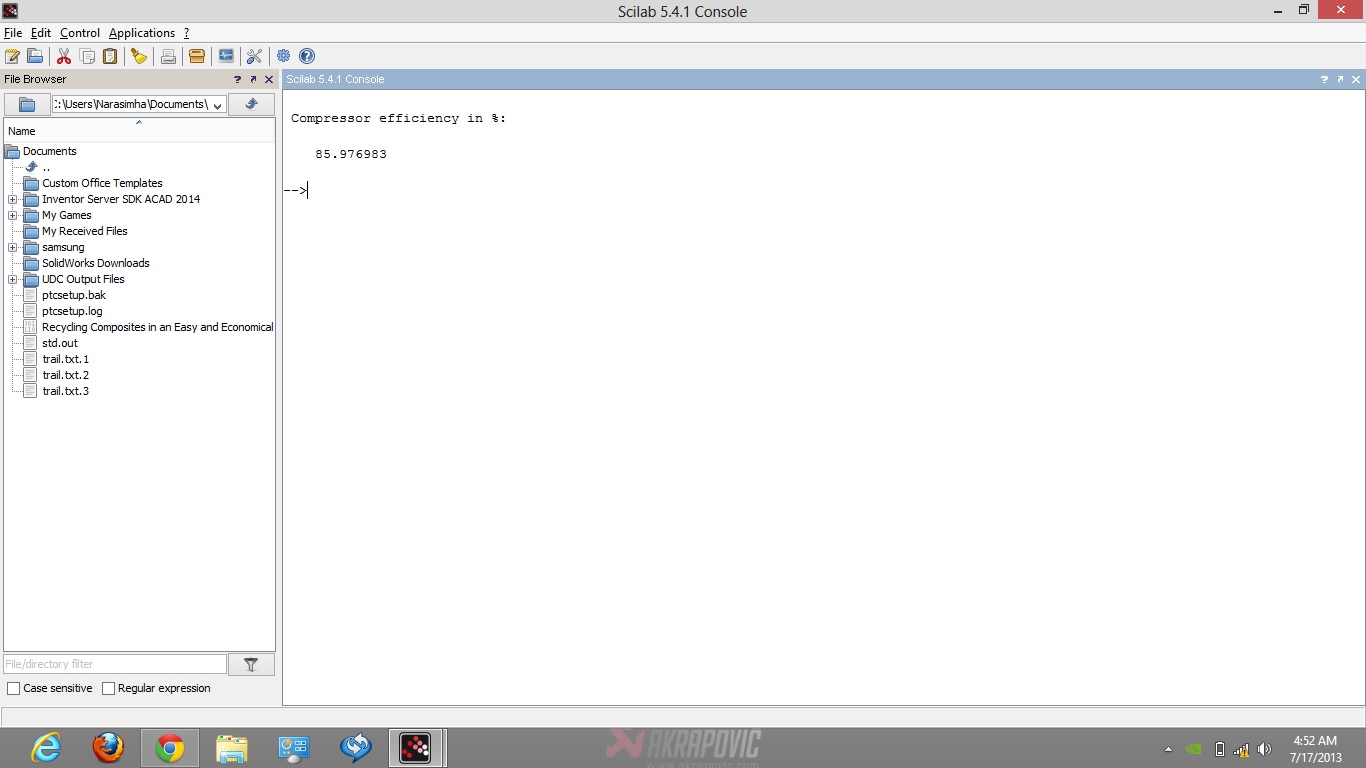 Scilab 5.4.1 Console
File Edit Control Applications ?
File Browser
Scilab 5.4.1 Console
:\Users\Narasimha\Documents\
Name
Documents
..
Custom Office Templates
Inventor Server SDK ACAD 2014
My Games
My Received Files
samsung
SolidWorks Downloads
UDC Output Files
ptcsetup.bak
ptcsetup.log
Recycling Composites in an Easy and Economical
std.out
trail.txt.1
trail.txt.2
trail.txt.3
Compressor efficiency in %:
85.976983
-->
File/directory filter
Case sensitive
Regular expression
AKRAPOVIC
www.akrapovic.com
4:52 AM
7/17/2013